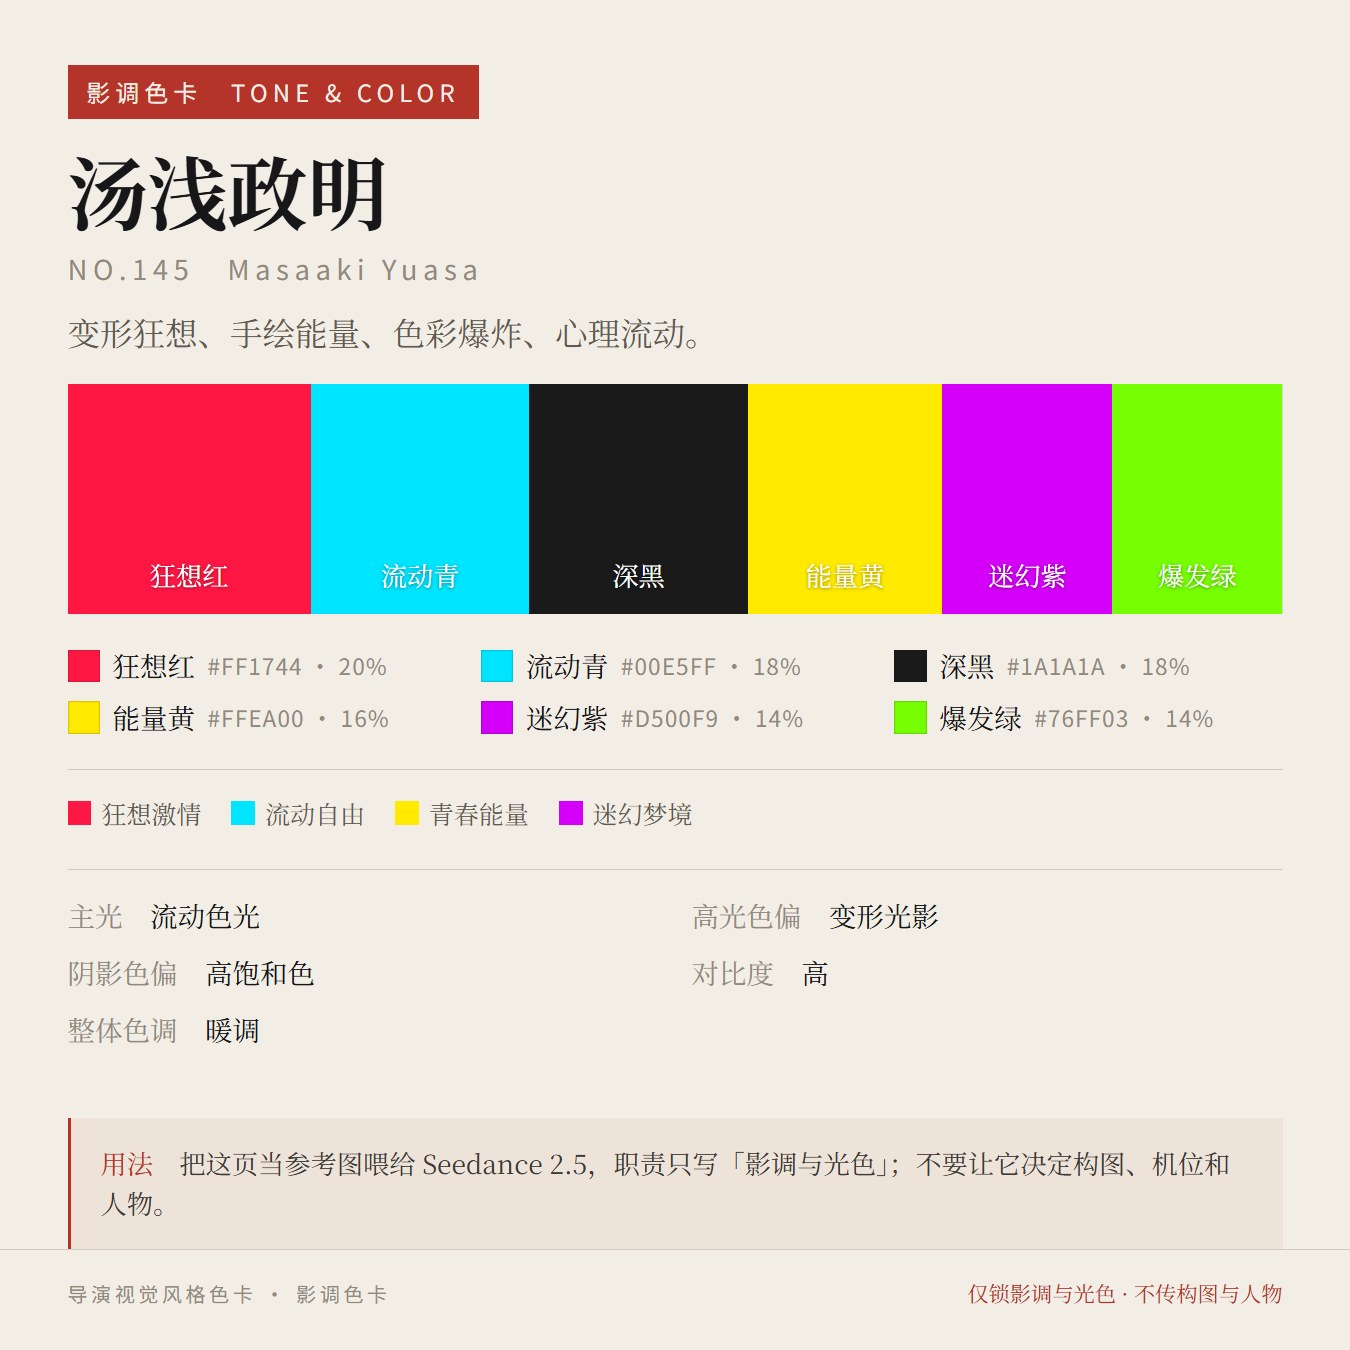 影调色卡 TONE & COLOR
汤浅政明
NO.145 Masaaki Yuasa
变形狂想、手绘能量、色彩爆炸、心理流动。
狂想红 流动青 深黑 能量黄 迷幻紫 爆发绿
狂想红 #FF1744 · 20% 流动青 #00E5FF · 18% 深黑 #1A1A1A · 18%
能量黄 #FFEA00 · 16% 迷幻紫 #D500F9 · 14% 爆发绿 #76FF03 · 14%
狂想激情 流动自由 青春能量 迷幻梦境
主光 流动色光 高光色偏 变形光影
阴影色偏 高饱和色 对比度 高
整体色调 暖调
用法 把这页当参考图喂给 Seedance 2.5，职责只写「影调与光色」；不要让它决定构图、机位和
人物。
导演视觉风格色卡 · 影调色卡 仅锁影调与光色 · 不传构图与人物